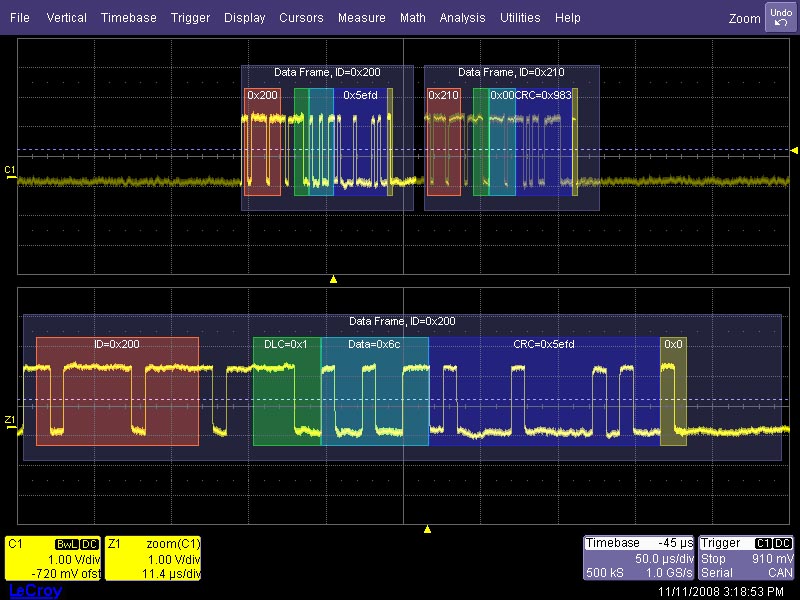 File Vertical Timebase Trigger Display Cursors Measure Math Analysis Utilities Help Zoom Undo
Data Frame, ID=0x200 Data Frame, ID=0x210
0x200 0x5efd 0x210 0x00CRC=0x983
C1
Data Frame, ID=0x200
ID=0x200 DLC=0x1 Data=0x6c CRC=0x5efd 0x0
Z1
C1 BwL DC
1.00 V/div
-720 mV ofst
Z1 zoom(C1)
1.00 V/div
11.4 µs/div
Timebase -45 µs
50.0 µs/div
500 kS 1.0 GS/s
Trigger C1 DC
Stop 910 mV
Serial CAN
LeCroy
11/11/2008 3:18:53 PM